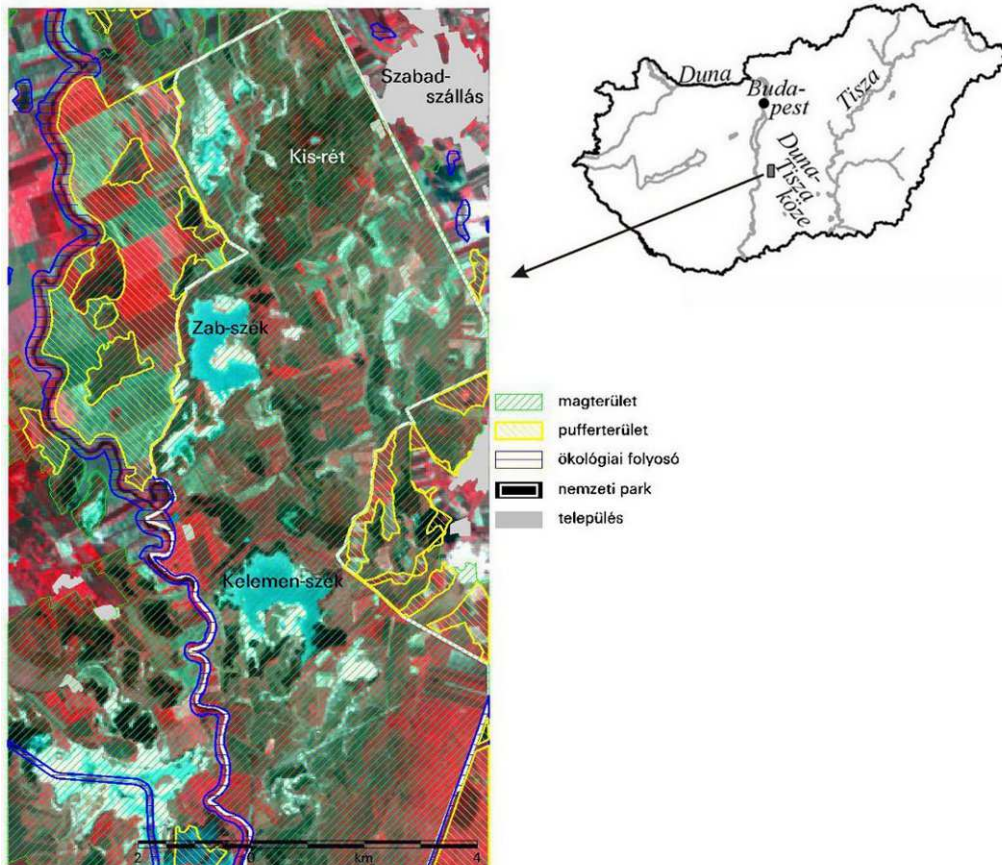 Szabad-
szállás
Kis-rét
Zab-szék
Kelemen-szék
2 0 km 4
Duna
Buda-
pest
Tisza
Duna-
Tisza
köze
magterület
pufferterület
ökológiai folyosó
nemzeti park
település